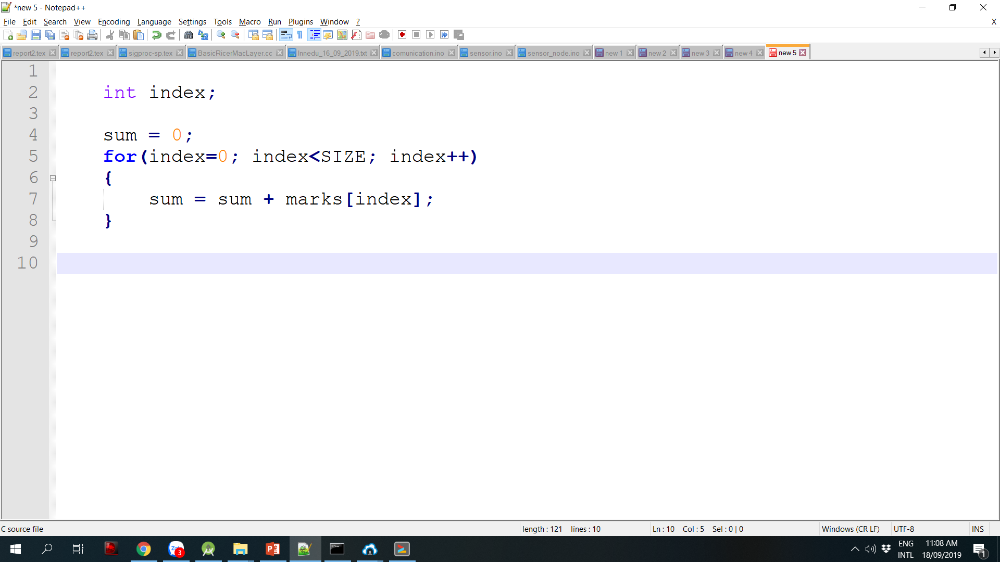 *new 5 - Notepad++
File Edit Search View Encoding Language Settings Tools Macro Run Plugins Window ? X
report2.tex report2.tex sigproc-sp.tex BasicRicerMacLayer.cc Innedu_16_09_2019.txt comunication.ino sensor.ino sensor_node.ino new 1 new 2 new 3 new 4 new 5
1
2 int index;
3
4 sum = 0;
5 for(index=0; index<SIZE; index++)
6 {
7 sum = sum + marks[index];
8 }
9
10
C source file length : 121 lines : 10 Ln : 10 Col : 5 Sel : 0 | 0 Windows (CR LF) UTF-8 INS
ENG 11:08 AM
INTL 18/09/2019
3
1